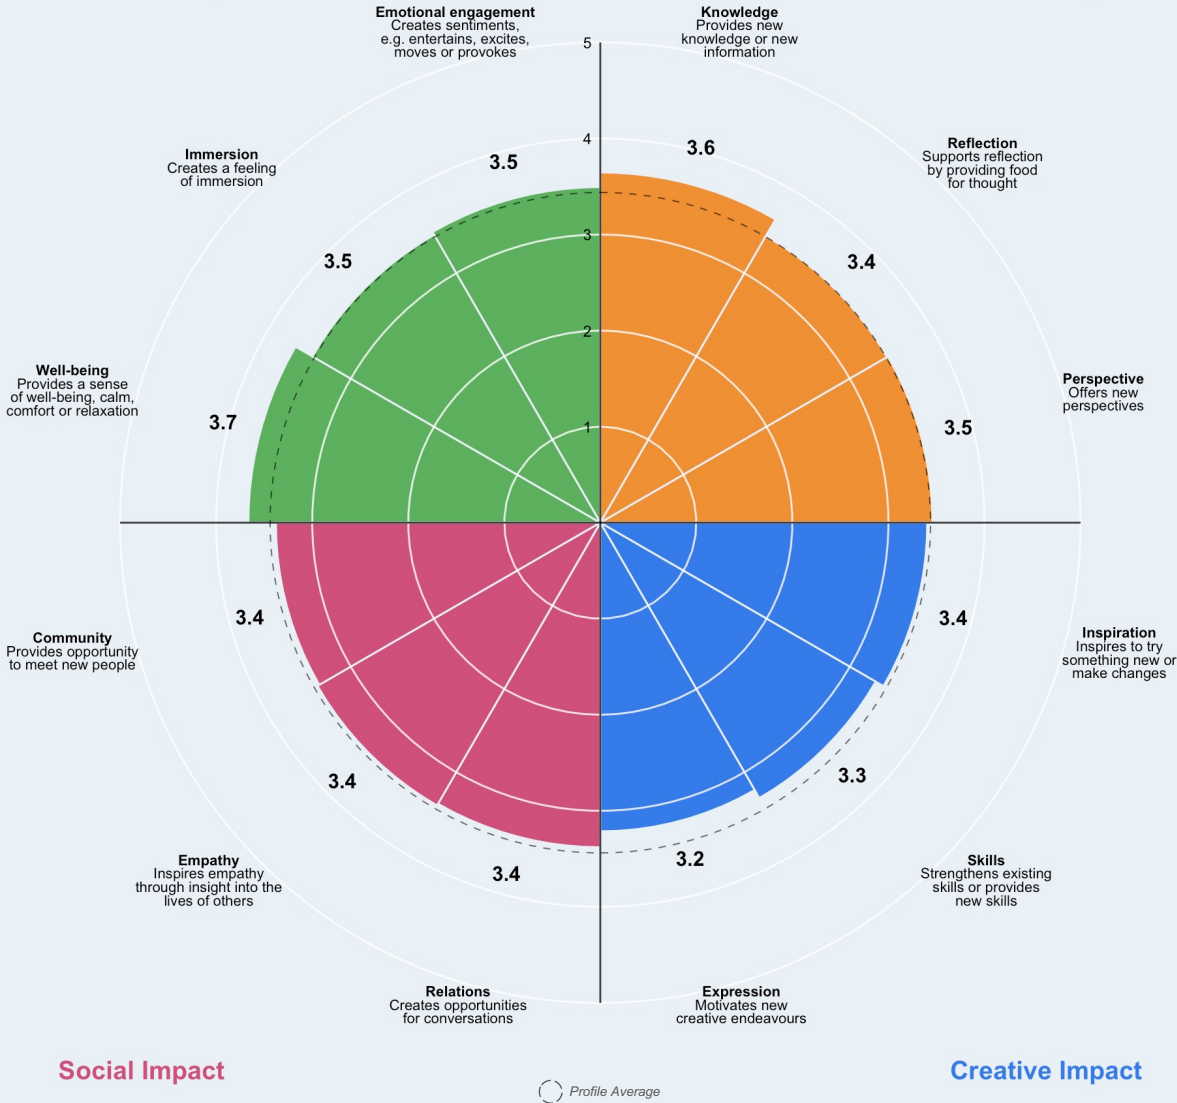 Emotional engagement
Creates sentiments,
e.g. entertains, excites,
moves or provokes
Knowledge
Provides new
knowledge or new
information
5
4
3
2
1
Immersion
Creates a feeling
of immersion
3.5
3.6
Reflection
Supports reflection
by providing food
for thought
3.5
3.4
Well-being
Provides a sense
of well-being, calm,
comfort or relaxation
3.7
Perspective
Offers new
perspectives
3.5
Community
Provides opportunity
to meet new people
3.4
3.4
Inspiration
Inspires to try
something new or
make changes
3.4
3.3
Empathy
Inspires empathy
through insight into the
lives of others
3.4
3.2
Skills
Strengthens existing
skills or provides
new skills
Relations
Creates opportunities
for conversations
Expression
Motivates new
creative endeavours
Social Impact
Creative Impact
Profile Average